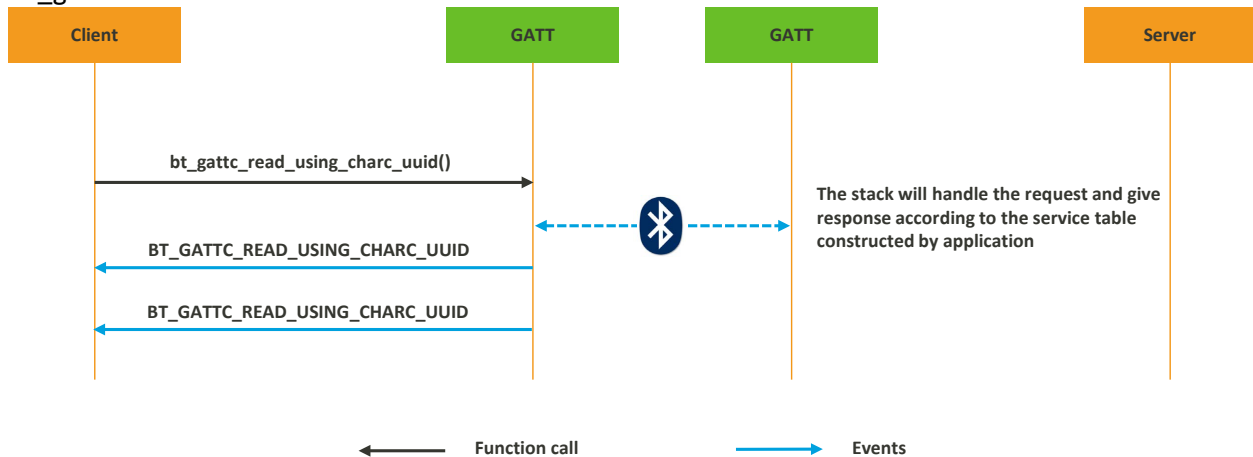 Client
GATT
GATT
Server
bt_gattc_read_using_charc_uuid()
The stack will handle the request and give
response according to the service table
constructed by application
BT_GATTC_READ_USING_CHARC_UUID
BT_GATTC_READ_USING_CHARC_UUID
Function call
Events